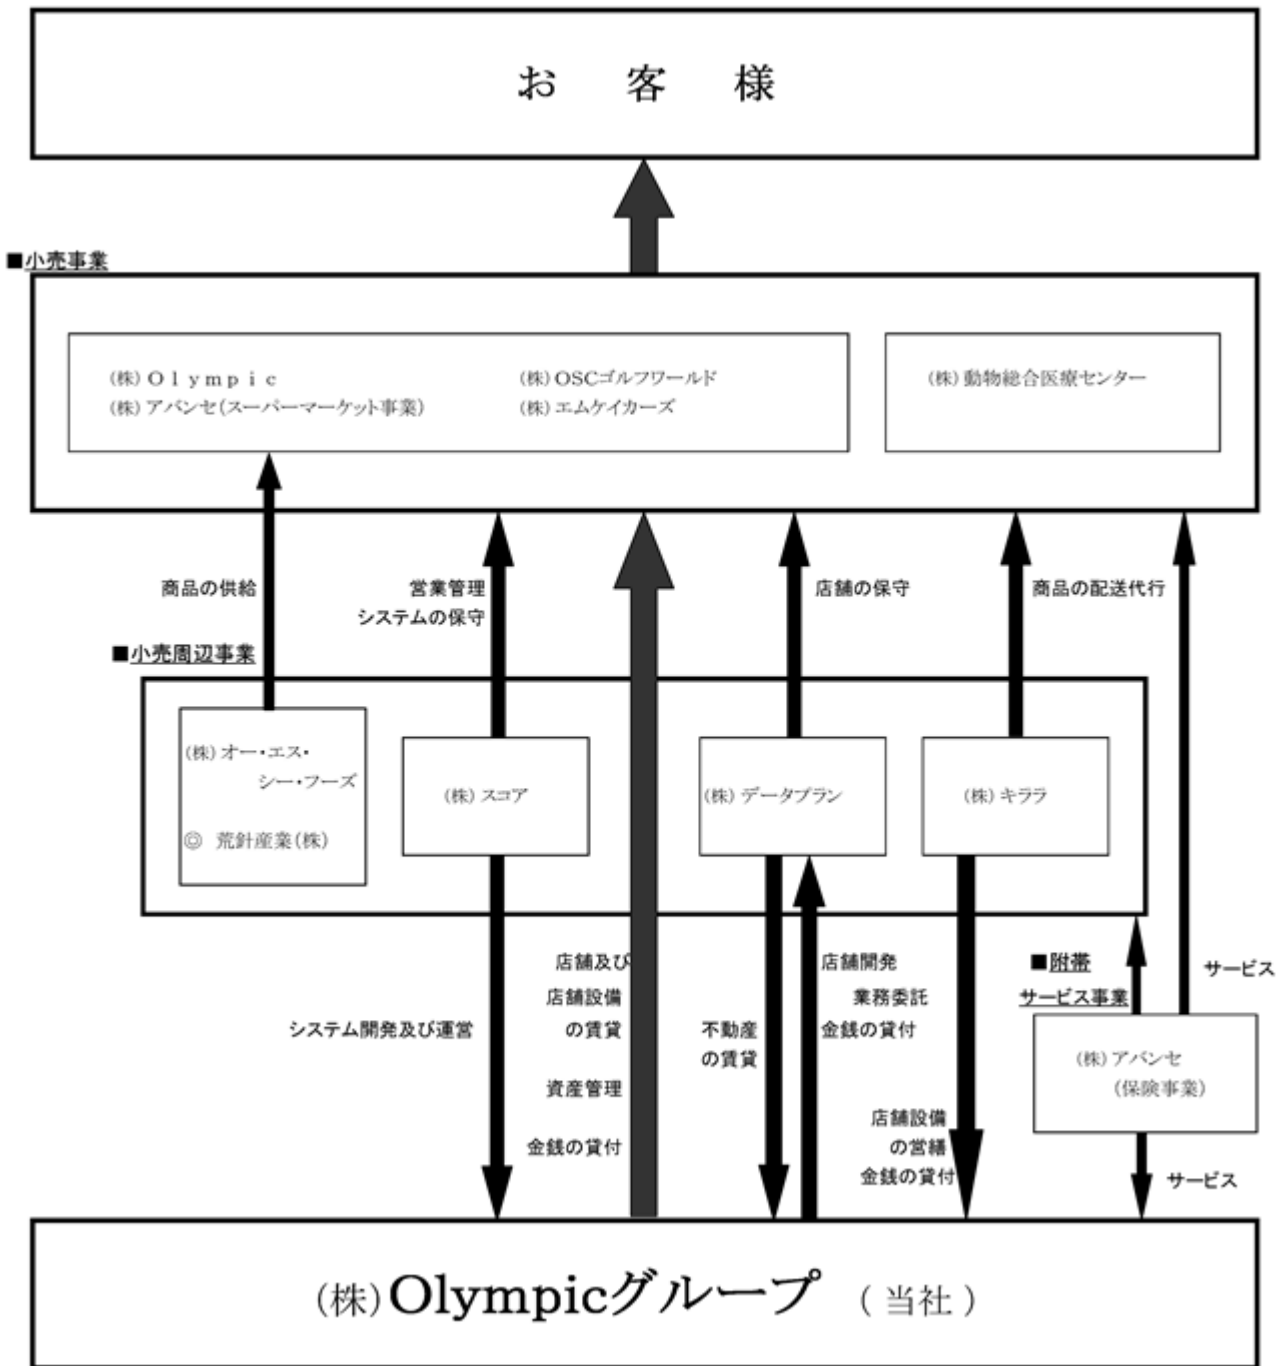 お 客 様
■小売事業
(株)Olympic
(株)アバンセ(スーパーマーケット事業)
(株)OSCゴルフワールド
(株)エムケイカーズ
(株)動物総合医療センター
商品の供給
営業管理
システムの保守
店舗の保守
商品の配送代行
■小売周辺事業
(株)オー・エス・
シー・フーズ
◎ 荒針産業(株)
(株)スコア
(株)データプラン
(株)キララ
システム開発及び運営
店舗及び
店舗設備
の賃貸
資産管理
金銭の貸付
不動産
の賃貸
店舗開発
業務委託
金銭の貸付
店舗設備
の営繕
金銭の貸付
■附帯
サービス事業
サービス
(株)アバンセ
(保険事業)
サービス
(株)Olympicグループ (当社)